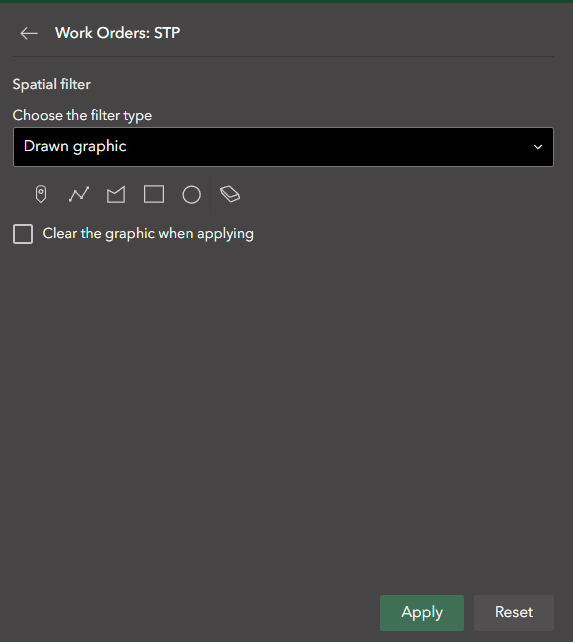 Work Orders: STP
Spatial filter
Choose the filter type
Drawn graphic
Clear the graphic when applying
Apply Reset